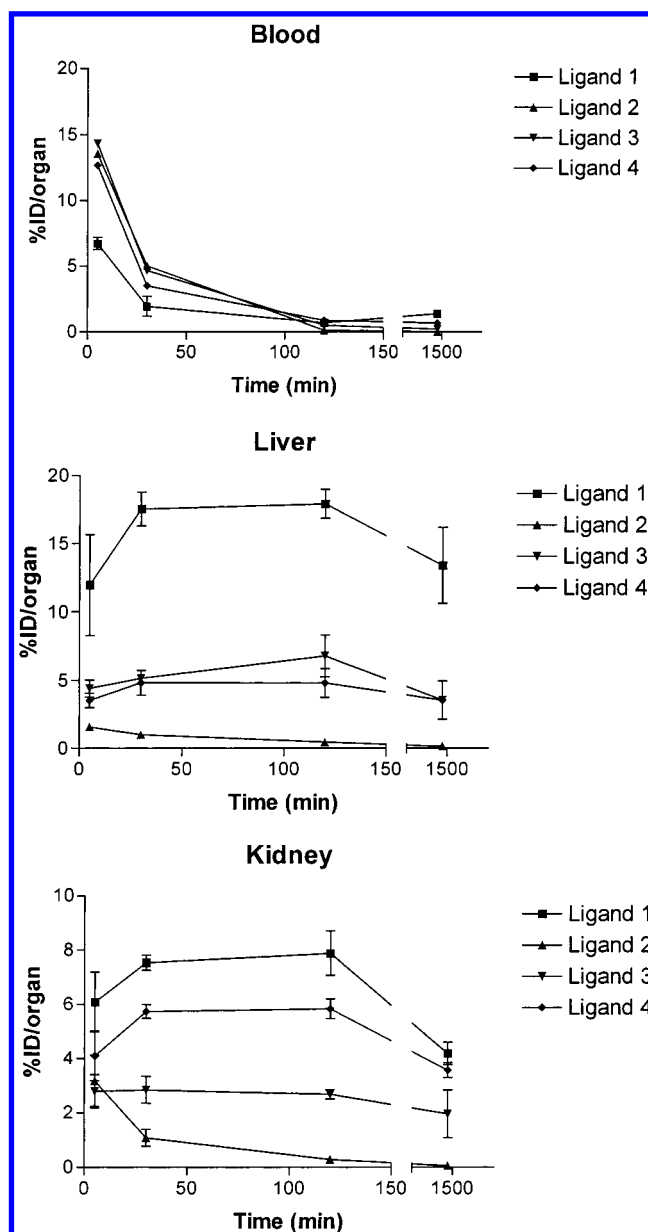 Blood
20
15
10
5
0
%ID/organ
0 50 100 150 1500
Time (min)
Ligand 1
Ligand 2
Ligand 3
Ligand 4
Liver
20
15
10
5
0
%ID/organ
0 50 100 150 1500
Time (min)
Ligand 1
Ligand 2
Ligand 3
Ligand 4
Kidney
10
8
6
4
2
0
%ID/organ
0 50 100 150 1500
Time (min)
Ligand 1
Ligand 2
Ligand 3
Ligand 4